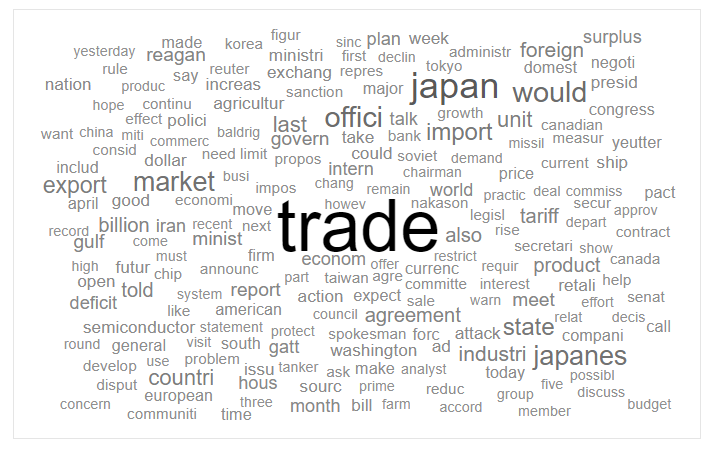 made korea figur sinc plan week surplus
yesterday reagan ministri first declin administr foreign
rule reuter exchang repres tokyo domest negoti
nation produc say increas sanction major japan would presid
hope continu agricultur offici talk growth congress
effect polici last import unit canadian
want china miti commerc baldrig govern take bank missil measur yeutter
consid dollar need limit propos could soviet demand current ship
includ export market busi intern chairman price
impos chang remain world practic deal commiss pact
april good economi move howev nakason secur approv
record billion iran recent next trade legisl tariff depart contract
gulf come minist also rise secretari show
must firm econom offer restrict canada
high futur chip announc part taiwan agre currenc requir product
open deficit told system report action expect committe interest retali help
like american council sale warn meet effort senat
semiconductor statement protect spokesman forc agreement attack state relat decis call
round general visit south gatt washington ad industri compani
develop use problem issu tanker ask make analyst japanes
disput countri hous sourc prime reduc today five possibl
concern european three month bill farm accord group discuss budget
communiti time member